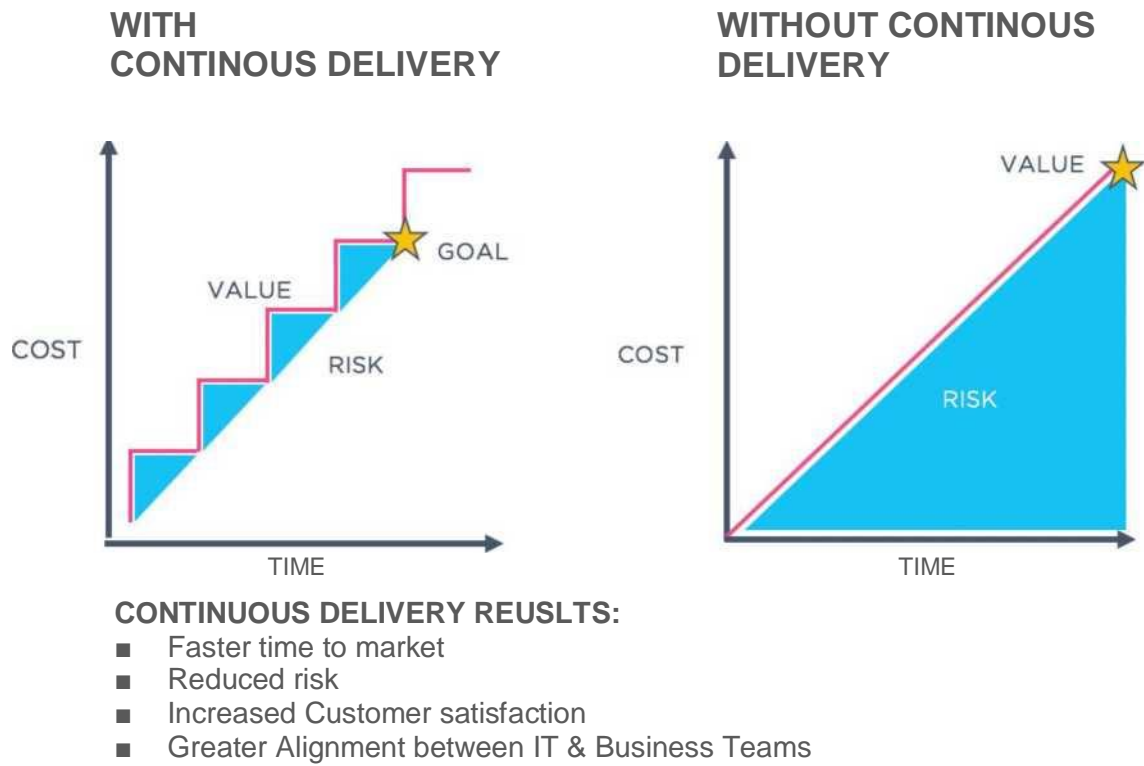 WITH
CONTINOUS DELIVERY
VALUE
GOAL
COST
RISK
TIME
WITHOUT CONTINOUS
DELIVERY
VALUE
COST
RISK
TIME
CONTINUOUS DELIVERY REUSLTS:
■ Faster time to market
■ Reduced risk
■ Increased Customer satisfaction
■ Greater Alignment between IT & Business Teams